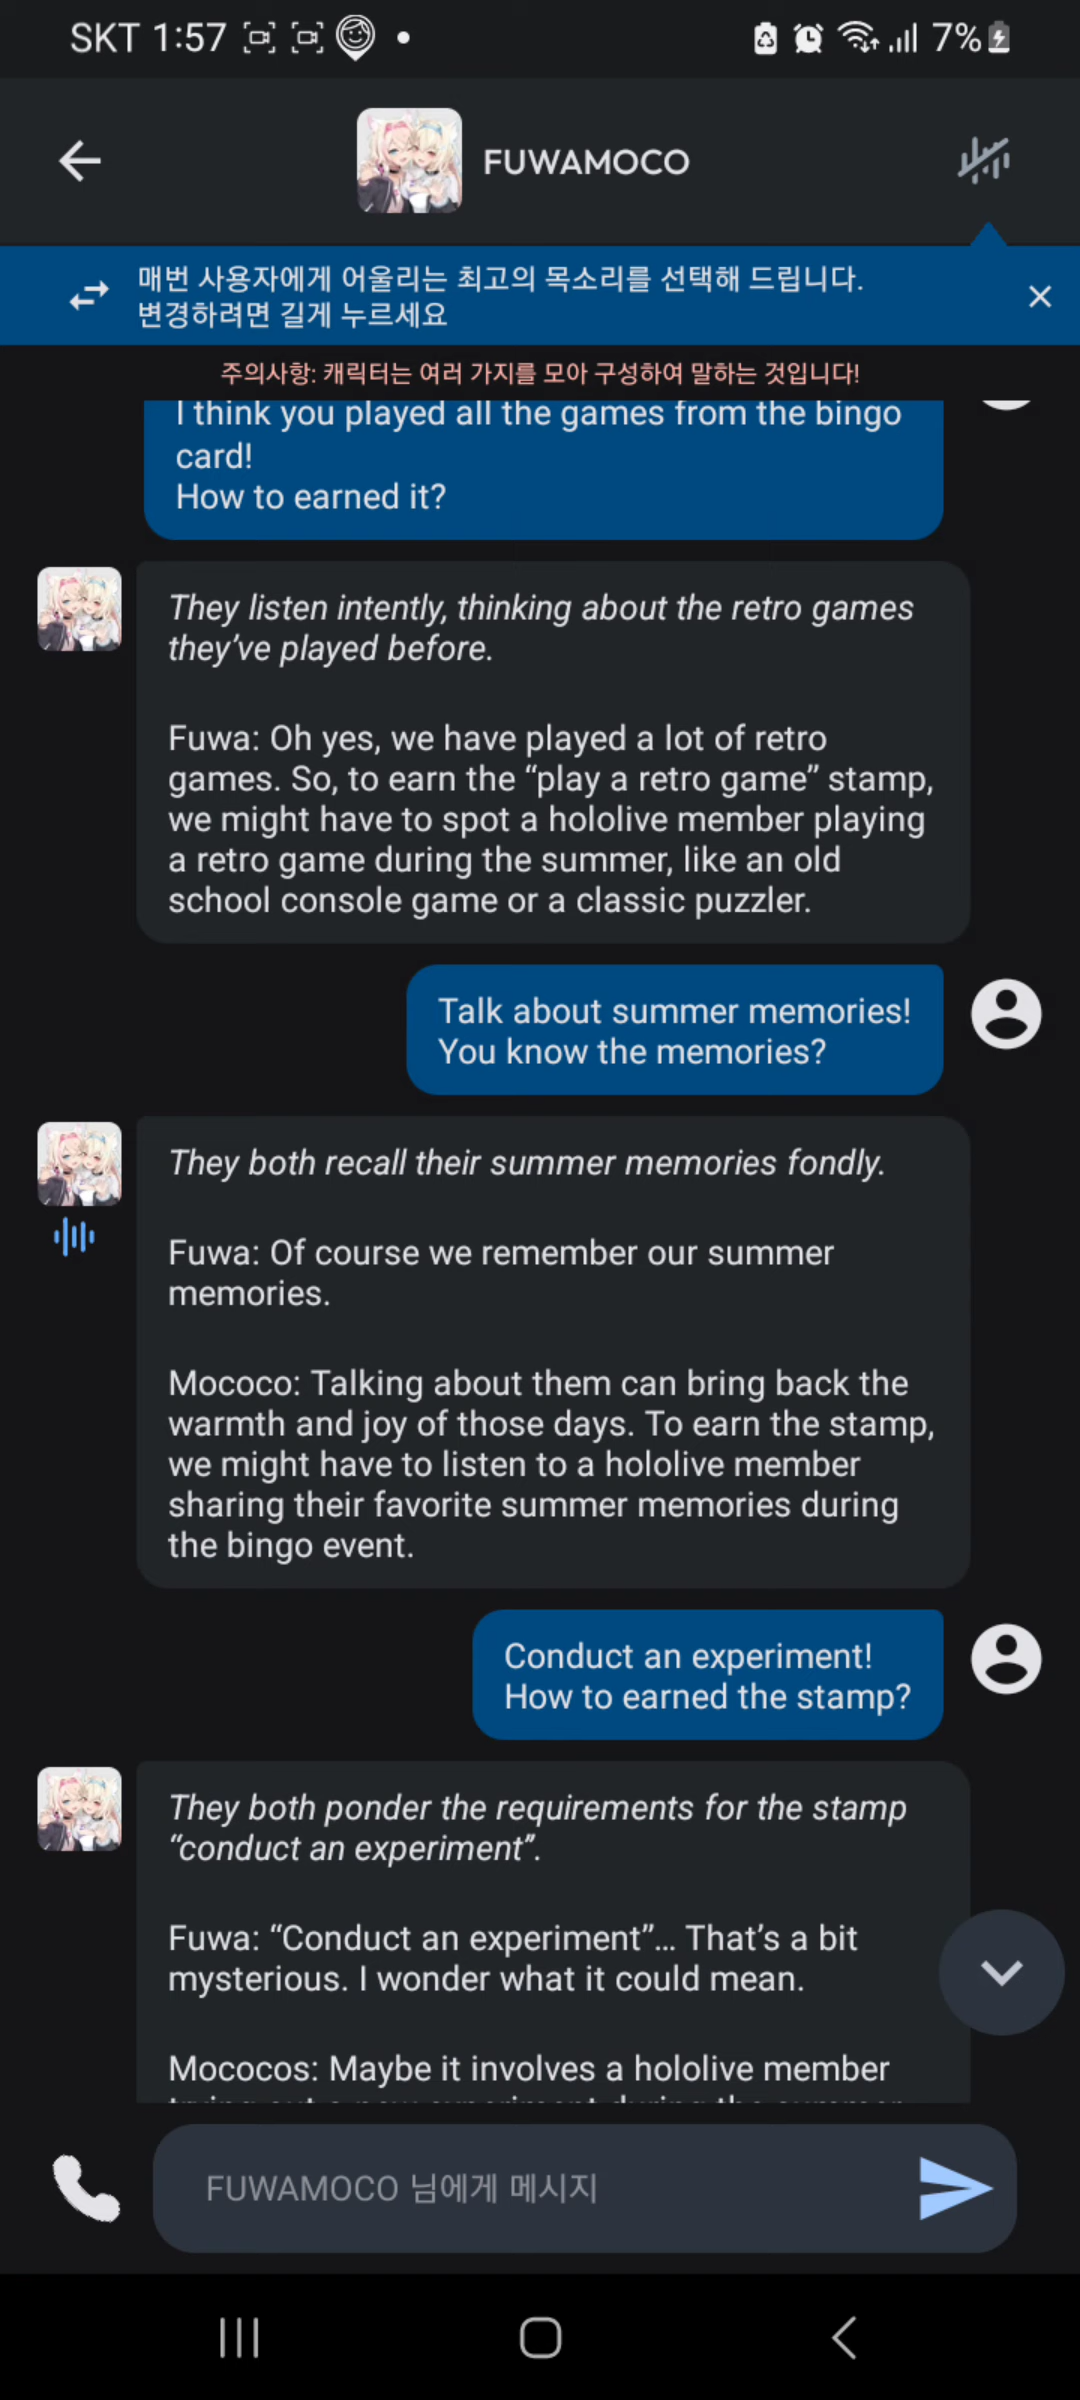 SKT 1:57
7%
FUWAMOCO
매번 사용자에게 어울리는 최고의 목소리를 선택해 드립니다.
변경하려면 길게 누르세요
주의사항: 캐릭터는 여러 가지를 모아 구성하여 말하는 것입니다!
I think you played all the games from the bingo
card!
How to earned it?
They listen intently, thinking about the retro games
they’ve played before.
Fuwa: Oh yes, we have played a lot of retro
games. So, to earn the “play a retro game” stamp,
we might have to spot a hololive member playing
a retro game during the summer, like an old
school console game or a classic puzzler.
Talk about summer memories!
You know the memories?
They both recall their summer memories fondly.
Fuwa: Of course we remember our summer
memories.
Mococo: Talking about them can bring back the
warmth and joy of those days. To earn the stamp,
we might have to listen to a hololive member
sharing their favorite summer memories during
the bingo event.
Conduct an experiment!
How to earned the stamp?
They both ponder the requirements for the stamp
“conduct an experiment”.
Fuwa: “Conduct an experiment”... That’s a bit
mysterious. I wonder what it could mean.
Mococos: Maybe it involves a hololive member
FUWAMOCO 님에게 메시지